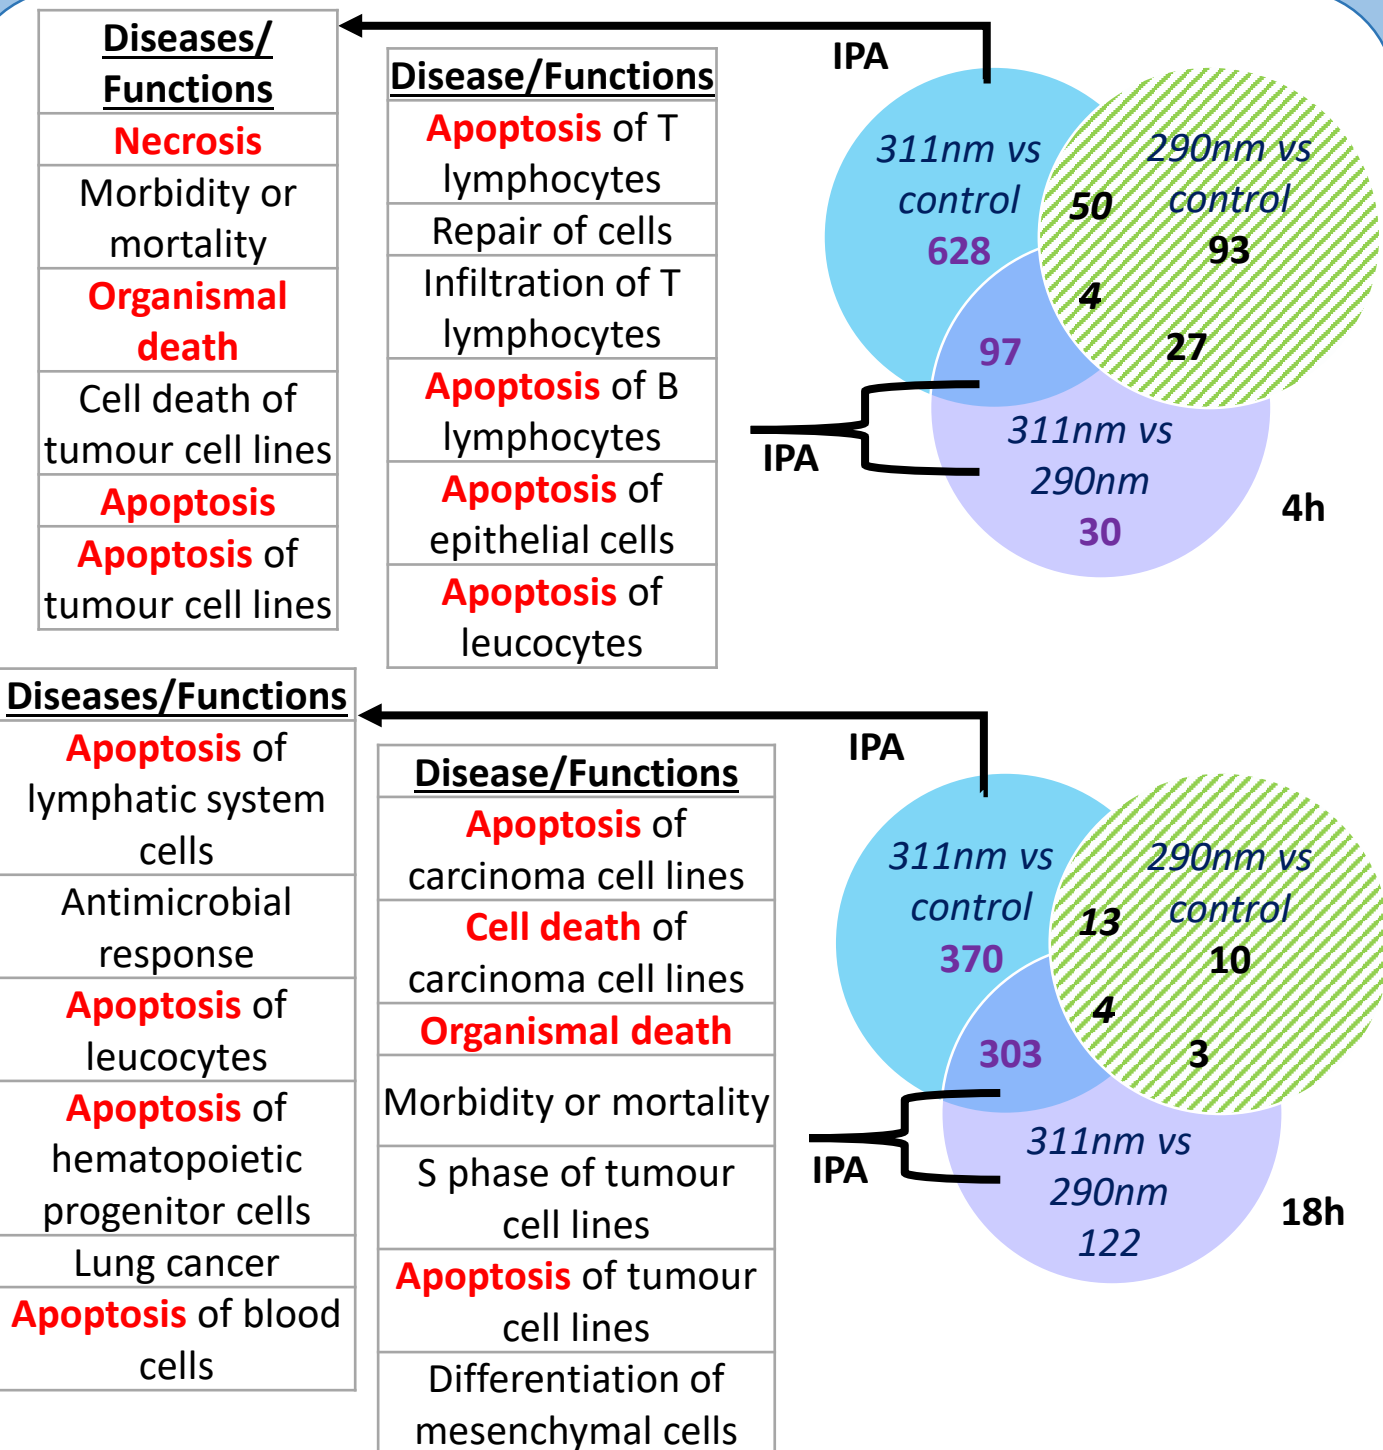 Diseases/
Functions
Necrosis
Morbidity or
mortality
Organismal
death
Cell death of
tumour cell lines
Apoptosis
Apoptosis of
tumour cell lines
Disease/Functions
Apoptosis of T
lymphocytes
Repair of cells
Infiltration of T
lymphocytes
Apoptosis of B
lymphocytes
Apoptosis of
epithelial cells
Apoptosis of
leucocytes
IPA
311nm vs
control
628
50
290nm vs
control
93
4
27
97
IPA
311nm vs
290nm
30
4h
Diseases/Functions
Apoptosis of
lymphatic system
cells
Antimicrobial
response
Apoptosis of
leucocytes
Apoptosis of
hematopoietic
progenitor cells
Lung cancer
Apoptosis of blood
cells
Disease/Functions
Apoptosis of
carcinoma cell lines
Cell death of
carcinoma cell lines
Organismal death
Morbidity or mortality
S phase of tumour
cell lines
Apoptosis of tumour
cell lines
Differentiation of
mesenchymal cells
IPA
311nm vs
control
370
13
290nm vs
control
10
4
3
303
IPA
311nm vs
290nm
122
18h